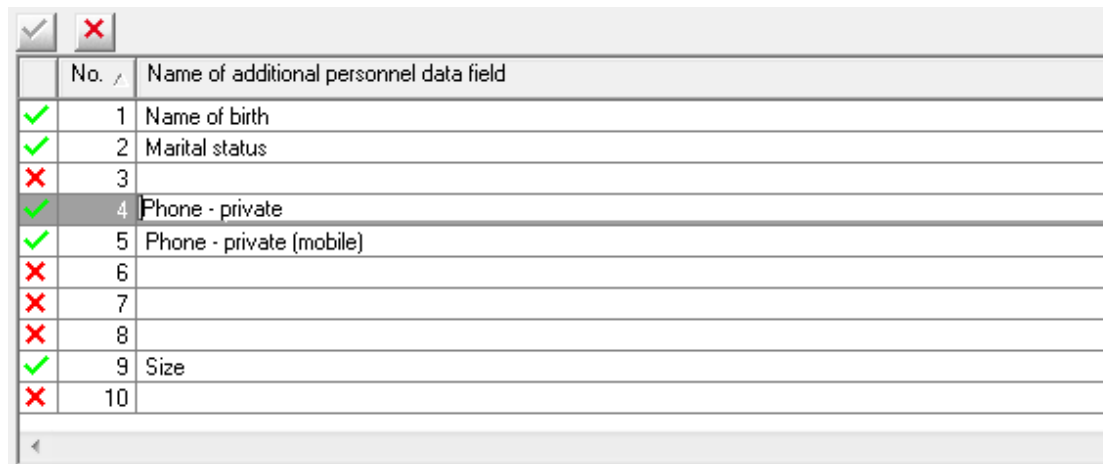 No. Name of additional personnel data field
1 Name of birth
2 Marital status
3
4 Phone - private
5 Phone - private (mobile)
6
7
8
9 Size
10